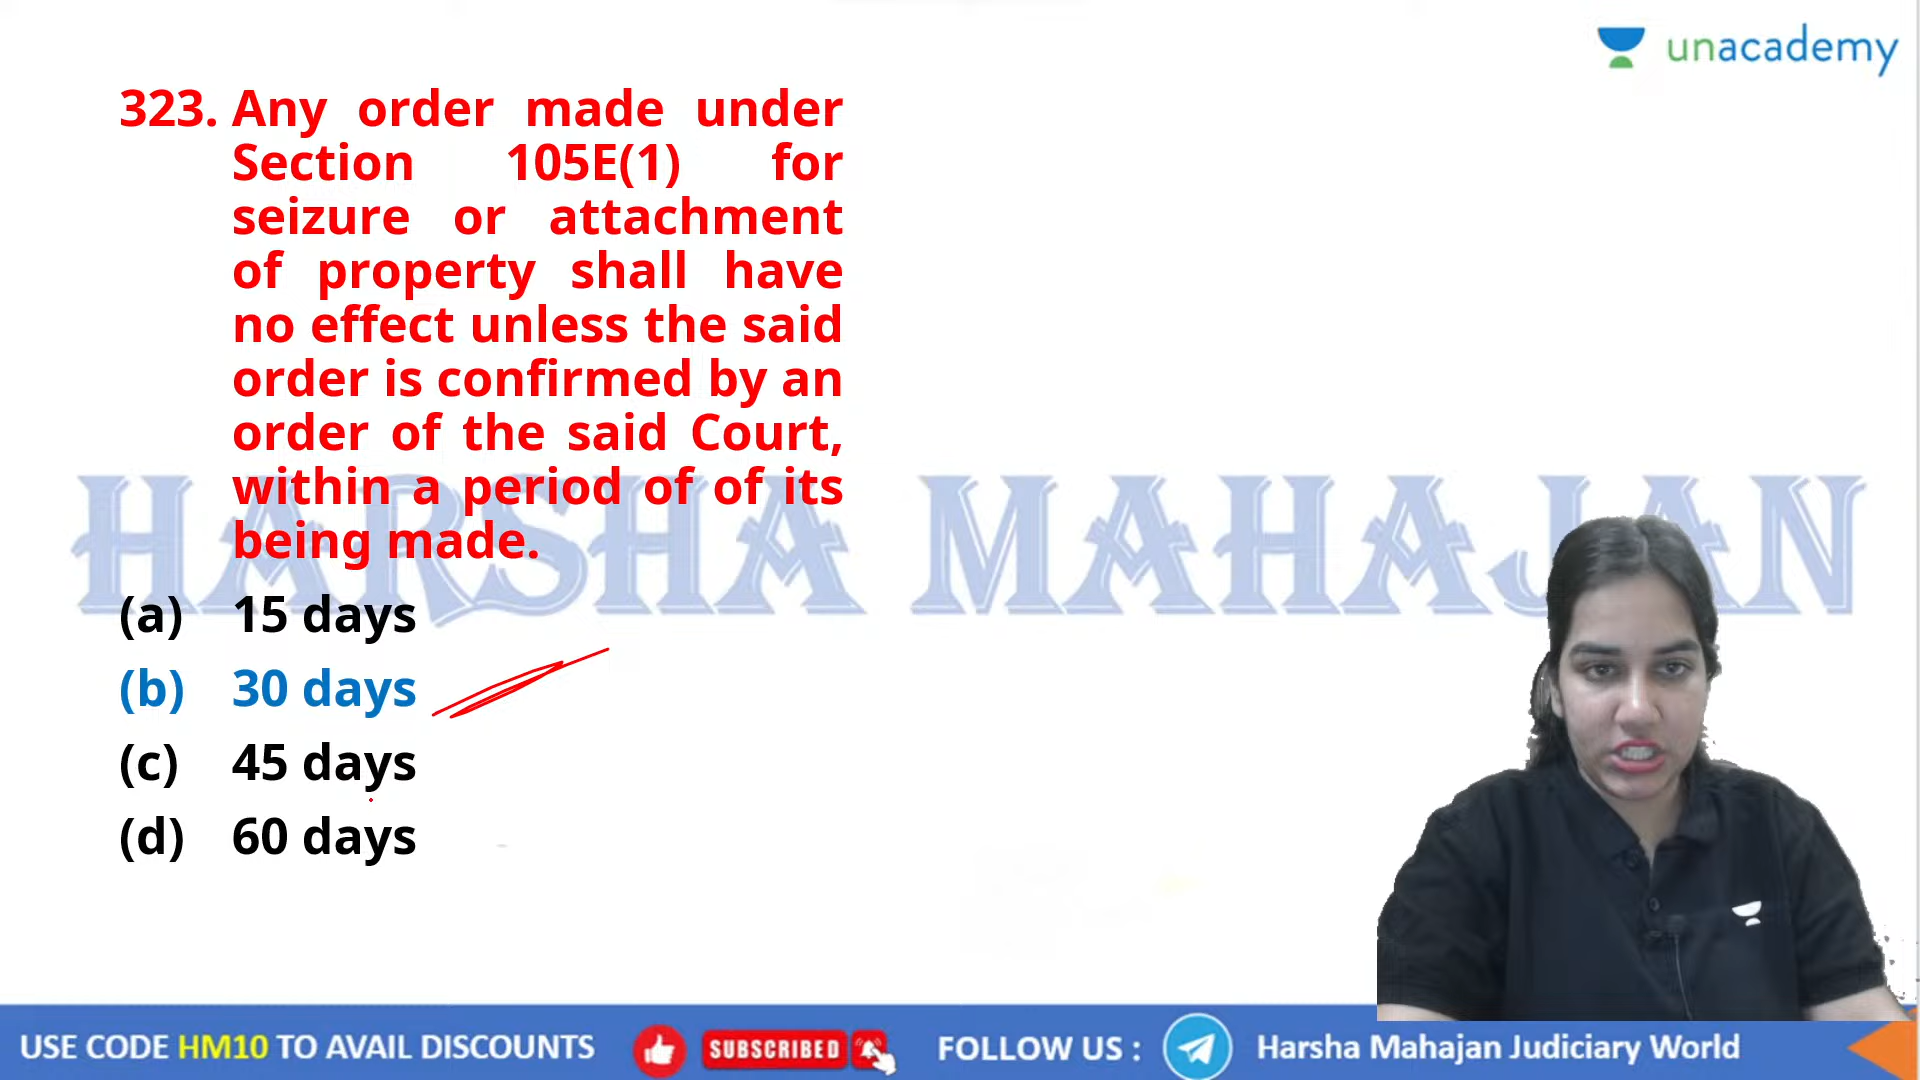 unacademy
323. Any order made under
Section 105E(1) for
seizure or attachment
of property shall have
no effect unless the said
order is confirmed by an
order of the said Court,
within a period of of its
being made.
HARSHA MAHAJAN
(a) 15 days
(b) 30 days
(c) 45 days
(d) 60 days
USE CODE HM10 TO AVAIL DISCOUNTS
SUBSCRIBED
FOLLOW US :
Harsha Mahajan Judiciary World